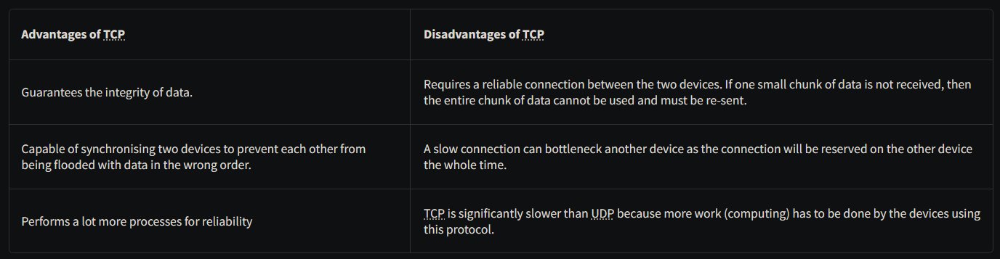 Advantages of TCP
Disadvantages of TCP
Guarantees the integrity of data.
Requires a reliable connection between the two devices. If one small chunk of data is not received, then
the entire chunk of data cannot be used and must be re-sent.
Capable of synchronising two devices to prevent each other from
being flooded with data in the wrong order.
A slow connection can bottleneck another device as the connection will be reserved on the other device
the whole time.
Performs a lot more processes for reliability
TCP is significantly slower than UDP because more work (computing) has to be done by the devices using
this protocol.